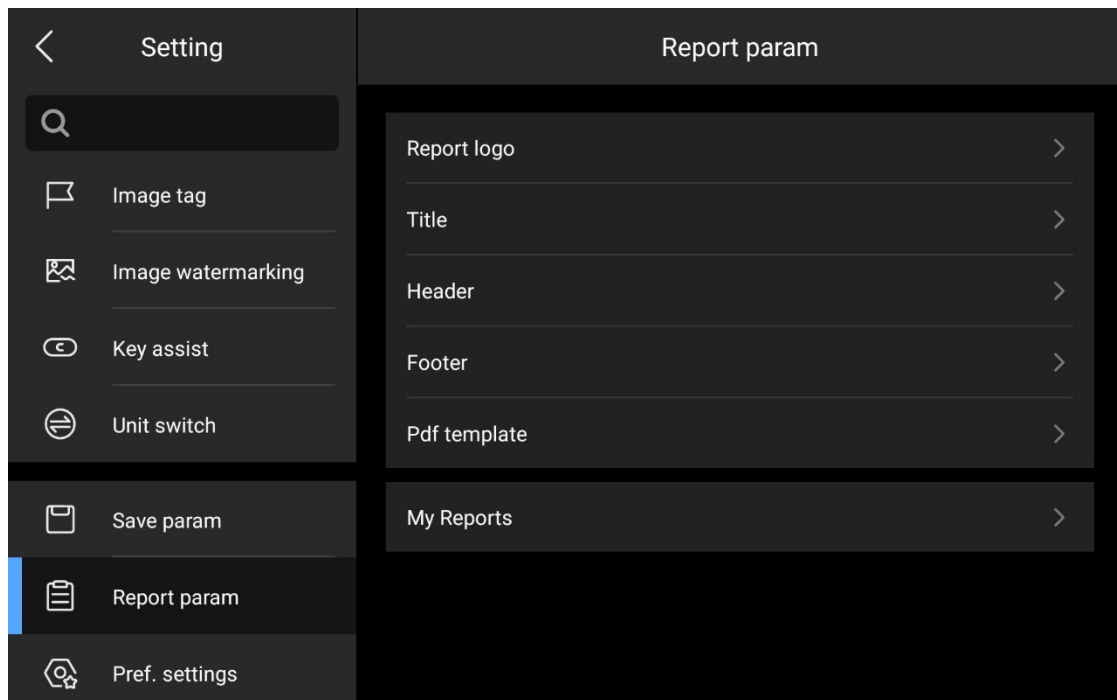 Setting
Image tag
Image watermarking
Key assist
Unit switch
Save param
Report param
Pref. settings
Report param
Report logo
Title
Header
Footer
Pdf template
My Reports